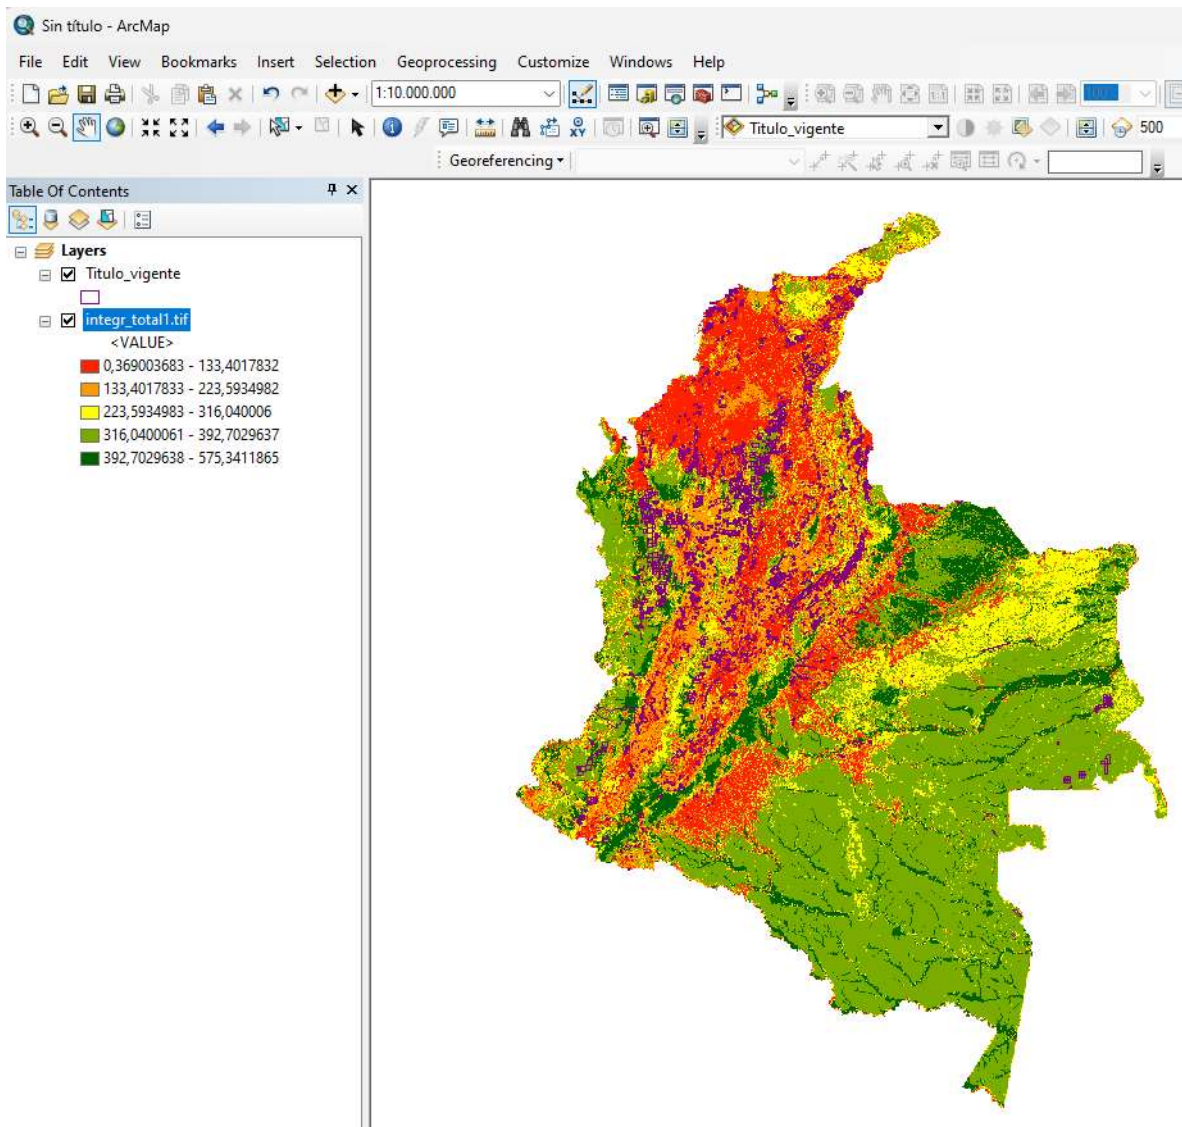 Sin título - ArcMap
File Edit View Bookmarks Insert Selection Geoprocessing Customize Windows Help
1:10.000.000 100%
Titulo_vigente 500
Georeferencing
Table Of Contents
Layers
Titulo_vigente
integr_total1.tif
<VALUE>
0,369003683 - 133,4017832
133,4017833 - 223,5934982
223,5934983 - 316,040006
316,0400061 - 392,7029637
392,7029638 - 575,3411865